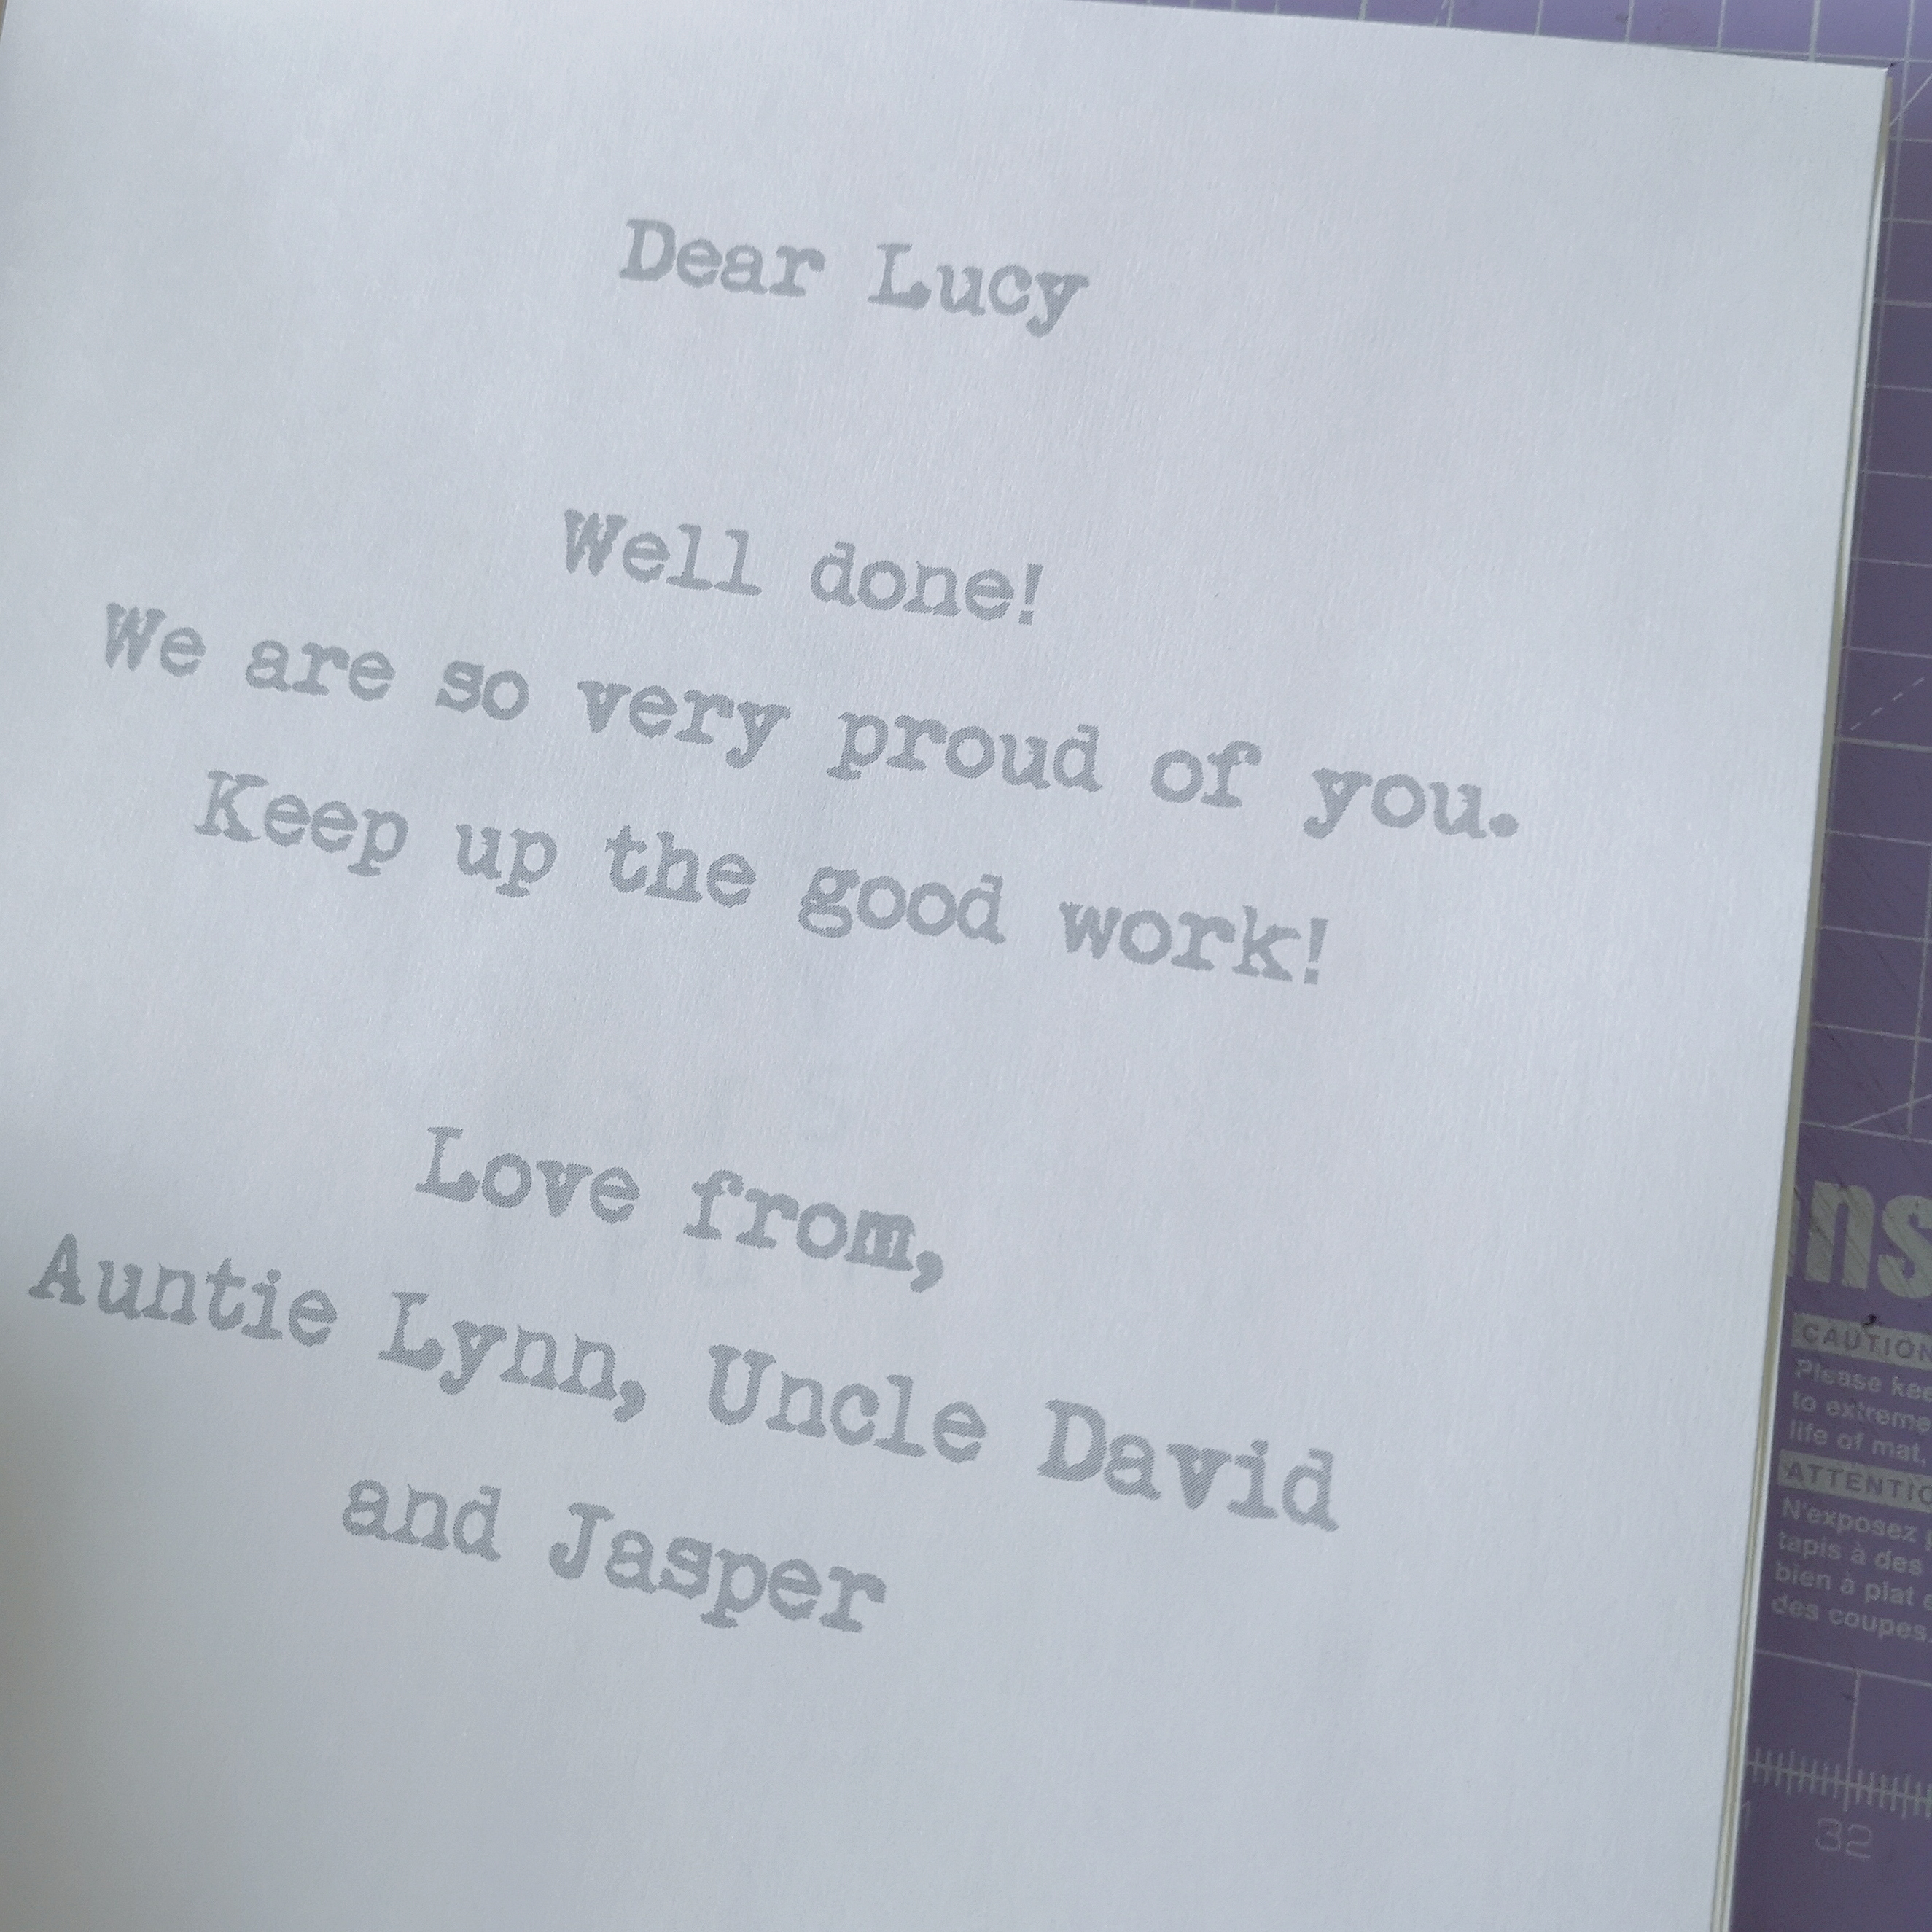 Dear Lucy
Well done!
We are so very proud of you.
Keep up the good work!
Love from,
Auntie Lynn, Uncle David
and Jasper
CAUTION
Please
to extreme
life of mat.
N'exposez
tapis à des
bien à plat
des coupes.
32